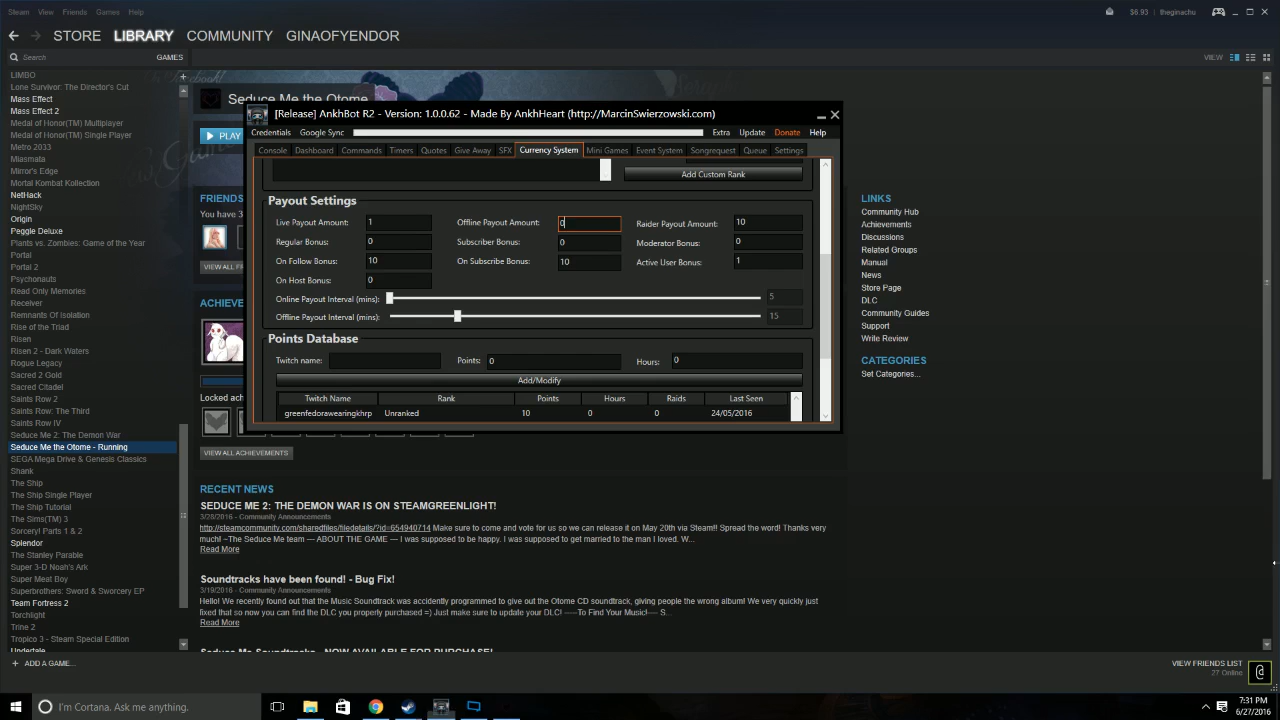 Steam View Friends Games Help
$6.93 theginachu
STORE LIBRARY COMMUNITY GINAOFYENDOR
Search GAMES
VIEW
LIMBO
Lone Survivor: The Director's Cut
Mass Effect
Mass Effect 2
Medal of Honor(TM) Multiplayer
Medal of Honor(TM) Single Player
Metro 2033
Miasmata
Mirror's Edge
Mortal Kombat Kollection
NetHack
NightSky
Origin
Peggle Deluxe
Plants vs. Zombies: Game of the Year
Portal
Portal 2
Psychonauts
Read Only Memories
Receiver
Remnants Of Isolation
Rise of the Triad
Risen
Risen 2 - Dark Waters
Rogue Legacy
Sacred 2 Gold
Sacred Citadel
Saints Row 2
Saints Row: The Third
Saints Row IV
Seduce Me 2: The Demon War
Seduce Me the Otome - Running
SEGA Mega Drive & Genesis Classics
Shank
The Ship
The Ship Single Player
The Ship Tutorial
The Sims(TM) 3
Sorcery! Parts 1 & 2
Splendor
The Stanley Parable
Super 3-D Noah's Ark
Super Meat Boy
Superbrothers: Sword & Sworcery EP
Team Fortress 2
Torchlight
Trine 2
Tropico 3 - Steam Special Edition
Undertale
+ ADD A GAME...
Seduce Me the Otome
PLAY
FRIENDS
You have 3
VIEW ALL FR
ACHIEVE
Locked ach
VIEW ALL ACHIEVEMENTS
[Release] AnkhBot R2 - Version: 1.0.0.62 - Made By AnkhHeart (http://MarcinSwierzowski.com)
Credentials Google Sync Extra Update Donate Help
Console Dashboard Commands Timers Quotes Give Away SFX Currency System Mini Games Event System Songrequest Queue Settings
Add Custom Rank
Payout Settings
Live Payout Amount: 1 Offline Payout Amount: 0 Raider Payout Amount: 10
Regular Bonus: 0 Subscriber Bonus: 0 Moderator Bonus: 0
On Follow Bonus: 10 On Subscribe Bonus: 10 Active User Bonus: 1
On Host Bonus: 0
Online Payout Interval (mins): 5
Offline Payout Interval (mins): 15
Points Database
Twitch name: Points: 0 Hours: 0
Add/Modify
Twitch Name Rank Points Hours Raids Last Seen
greenfedorawearingkhrp Unranked 10 0 0 24/05/2016
LINKS
Community Hub
Achievements
Discussions
Related Groups
Manual
News
Store Page
DLC
Community Guides
Support
Write Review
CATEGORIES
Set Categories...
RECENT NEWS
SEDUCE ME 2: THE DEMON WAR IS ON STEAMGREENLIGHT!
3/28/2016 - Community Announcements
http://steamcommunity.com/sharedfiles/filedetails/?id=654940714 Make sure to come and vote for us so we can release it on May 20th via Steam!! Spread the word! Thanks very
much! ~The Seduce Me team --- ABOUT THE GAME --- I was supposed to be happy. I was supposed to get married to the man I loved. W...
Read More
Soundtracks have been found! - Bug Fix!
3/19/2016 - Community Announcements
Hello! We recently found out that the Music Soundtrack was accidently programmed to give out the Otome CD soundtrack, giving people the wrong album! We very quickly just
fixed that so now you can find the DLC you properly purchased =) Just make sure to update your DLC! -----To Find Your Music!---- S...
Read More
Seduce Me Soundtracks - NOW AVAILABLE FOR PURCHASE!
VIEW FRIENDS LIST
27 Online
I'm Cortana. Ask me anything.
7:31 PM
6/27/2016